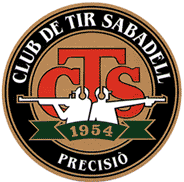 CLUB DE TIR SABADELL
CTS
1954
PRECISIÓ